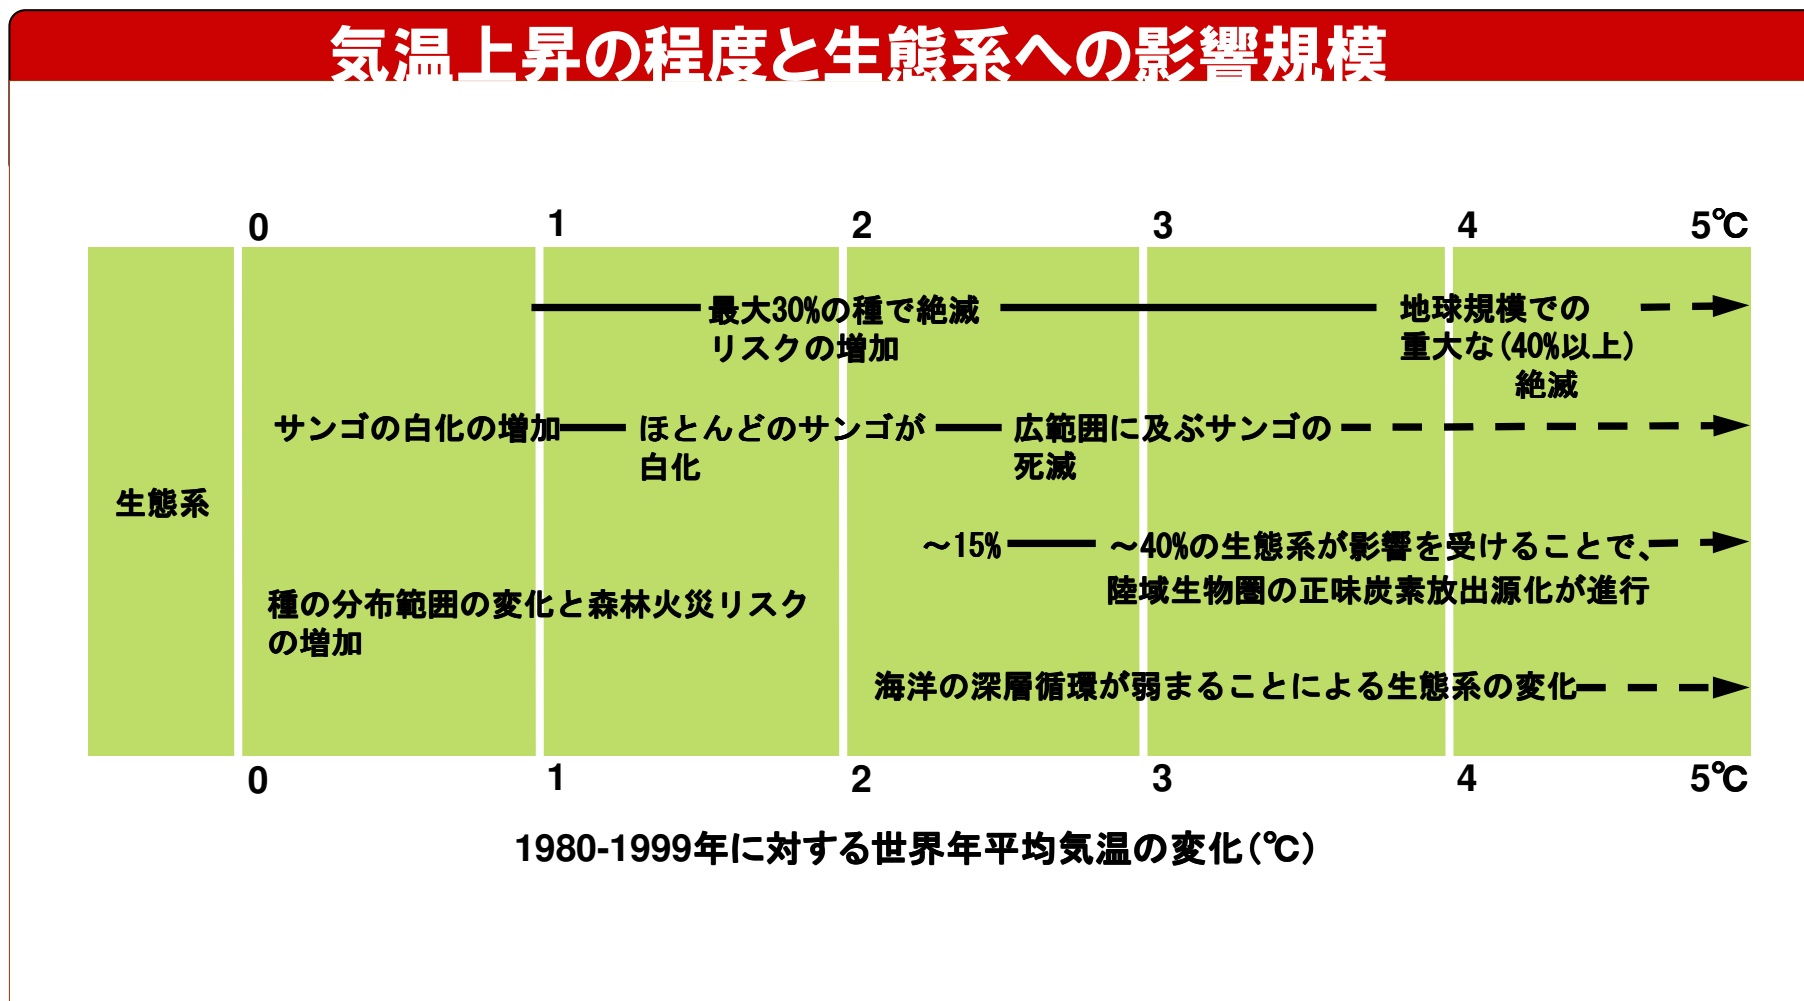 気温上昇の程度と生態系への影響規模
0 1 2 3 4 5℃
最大30%の種で絶滅
リスクの増加
地球規模での
重大な(40%以上)
絶滅
サンゴの白化の増加
ほとんどのサンゴが
白化
広範囲に及ぶサンゴの
死滅
生態系
～15%
～40%の生態系が影響を受けることで、
陸域生物圏の正味炭素放出源化が進行
種の分布範囲の変化と森林火災リスク
の増加
海洋の深層循環が弱まることによる生態系の変化
0 1 2 3 4 5℃
1980-1999年に対する世界年平均気温の変化(℃)